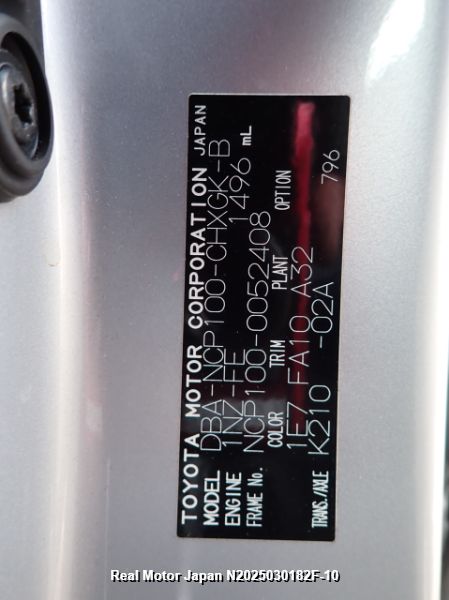 TOYOTA MOTOR CORPORATION JAPAN
MODEL DBA-NCP100-CHXGK-B
ENGINE 1NZ-FE 1496 mL
FRAME No. NCP100-0052408
COLOR TRIM PLANT OPTION
1E7 FA10 A32 796
TRANS./AXLE K210 -02A
Real Motor Japan N2025030182F-10